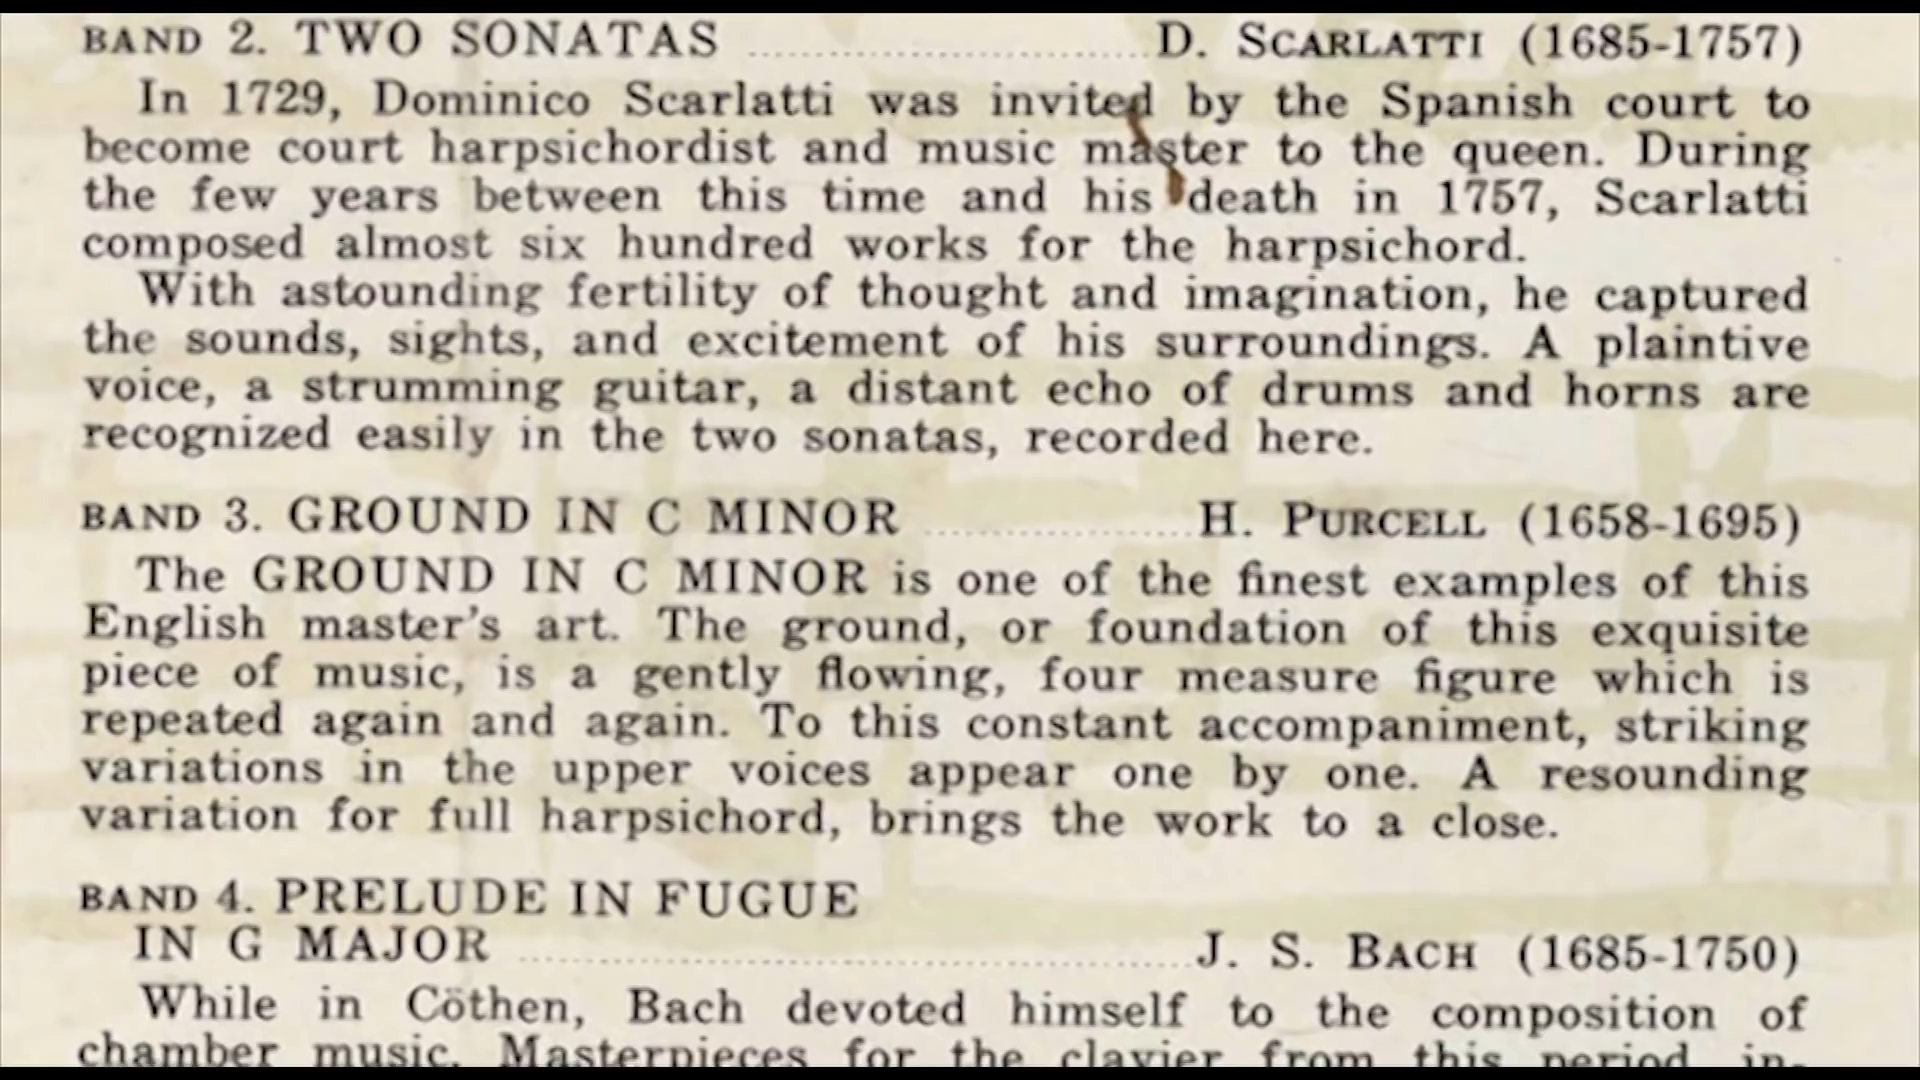 BAND 2. TWO SONATAS ........................ D. SCARLATTI (1685-1757)
In 1729, Dominico Scarlatti was invited by the Spanish court to
become court harpsichordist and music master to the queen. During
the few years between this time and his death in 1757, Scarlatti
composed almost six hundred works for the harpsichord.
With astounding fertility of thought and imagination, he captured
the sounds, sights, and excitement of his surroundings. A plaintive
voice, a strumming guitar, a distant echo of drums and horns are
recognized easily in the two sonatas, recorded here.
BAND 3. GROUND IN C MINOR ................ H. PURCELL (1658-1695)
The GROUND IN C MINOR is one of the finest examples of this
English master's art. The ground, or foundation of this exquisite
piece of music, is a gently flowing, four measure figure which is
repeated again and again. To this constant accompaniment, striking
variations in the upper voices appear one by one. A resounding
variation for full harpsichord, brings the work to a close.
BAND 4. PRELUDE IN FUGUE
IN G MAJOR ........................................ J. S. BACH (1685-1750)
While in Cöthen, Bach devoted himself to the composition of
chamber music. Masterpieces for the clavier from this period in-